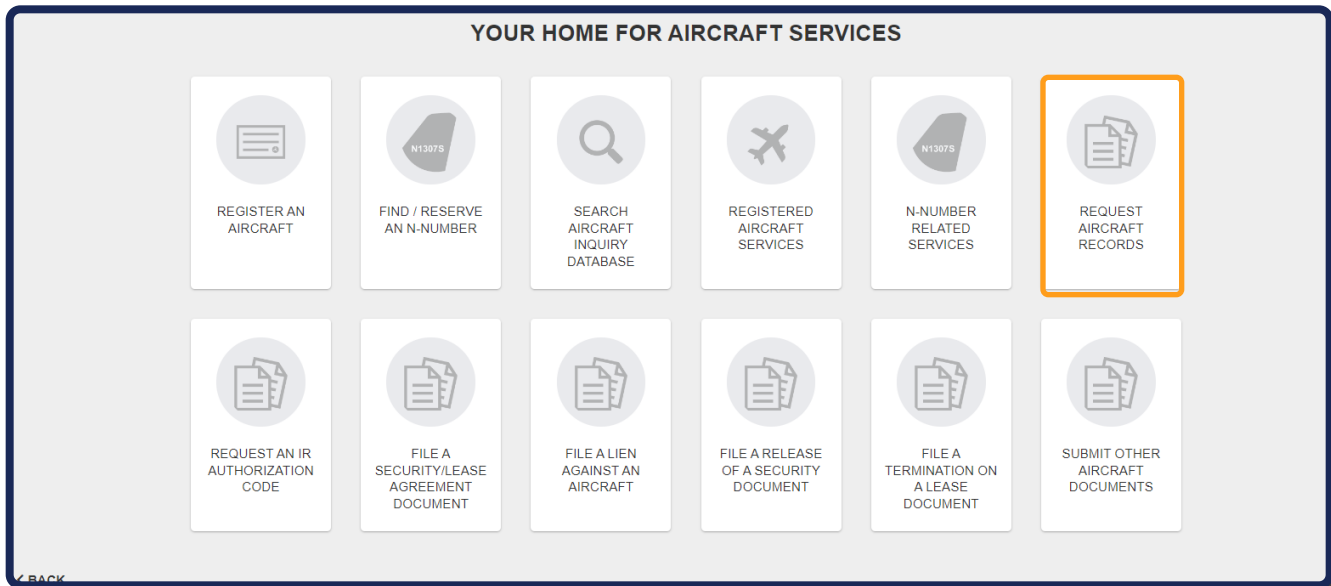 YOUR HOME FOR AIRCRAFT SERVICES
N1307S
N1307S
REGISTER AN
AIRCRAFT
FIND / RESERVE
AN N-NUMBER
SEARCH
AIRCRAFT
INQUIRY
DATABASE
REGISTERED
AIRCRAFT
SERVICES
N-NUMBER
RELATED
SERVICES
REQUEST
AIRCRAFT
RECORDS
REQUEST AN IR
AUTHORIZATION
CODE
FILE A
SECURITY/LEASE
AGREEMENT
DOCUMENT
FILE A LIEN
AGAINST AN
AIRCRAFT
FILE A RELEASE
OF A SECURITY
DOCUMENT
FILE A
TERMINATION ON
A LEASE
DOCUMENT
SUBMIT OTHER
AIRCRAFT
DOCUMENTS
BACK